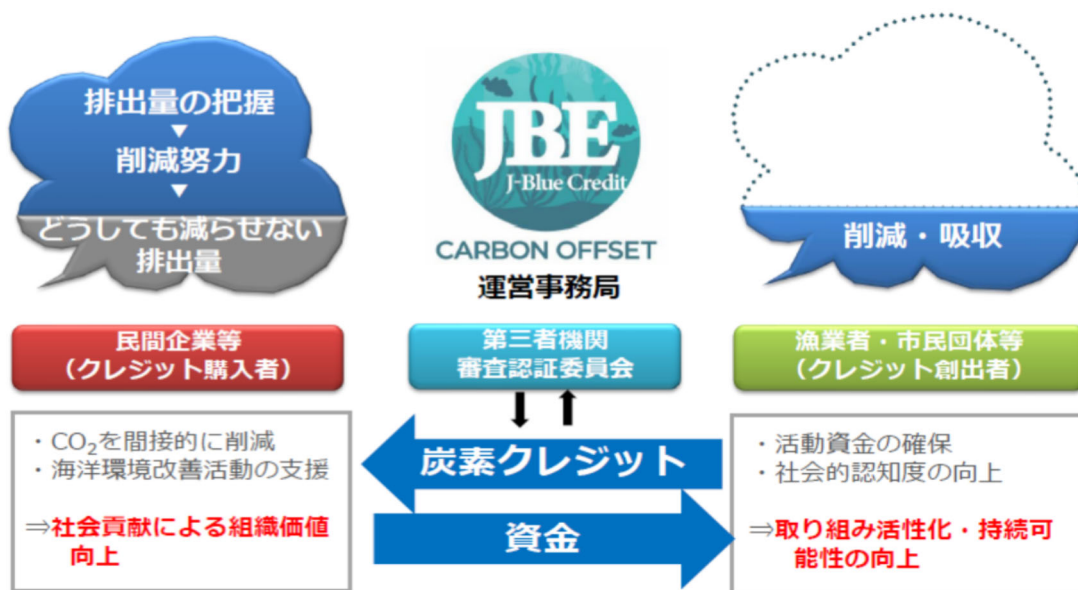 排出量の把握
▼
削減努力
▼
どうしても減らせない
排出量
JBE
J-Blue Credit
CARBON OFFSET
運営事務局
削減・吸収
民間企業等
（クレジット購入者）
第三者機関
審査認証委員会
漁業者・市民団体等
（クレジット創出者）
・CO₂を間接的に削減
・海洋環境改善活動の支援
⇒社会貢献による組織価値
向上
炭素クレジット
資金
・活動資金の確保
・社会的認知度の向上
⇒取り組み活性化・持続可
能性の向上